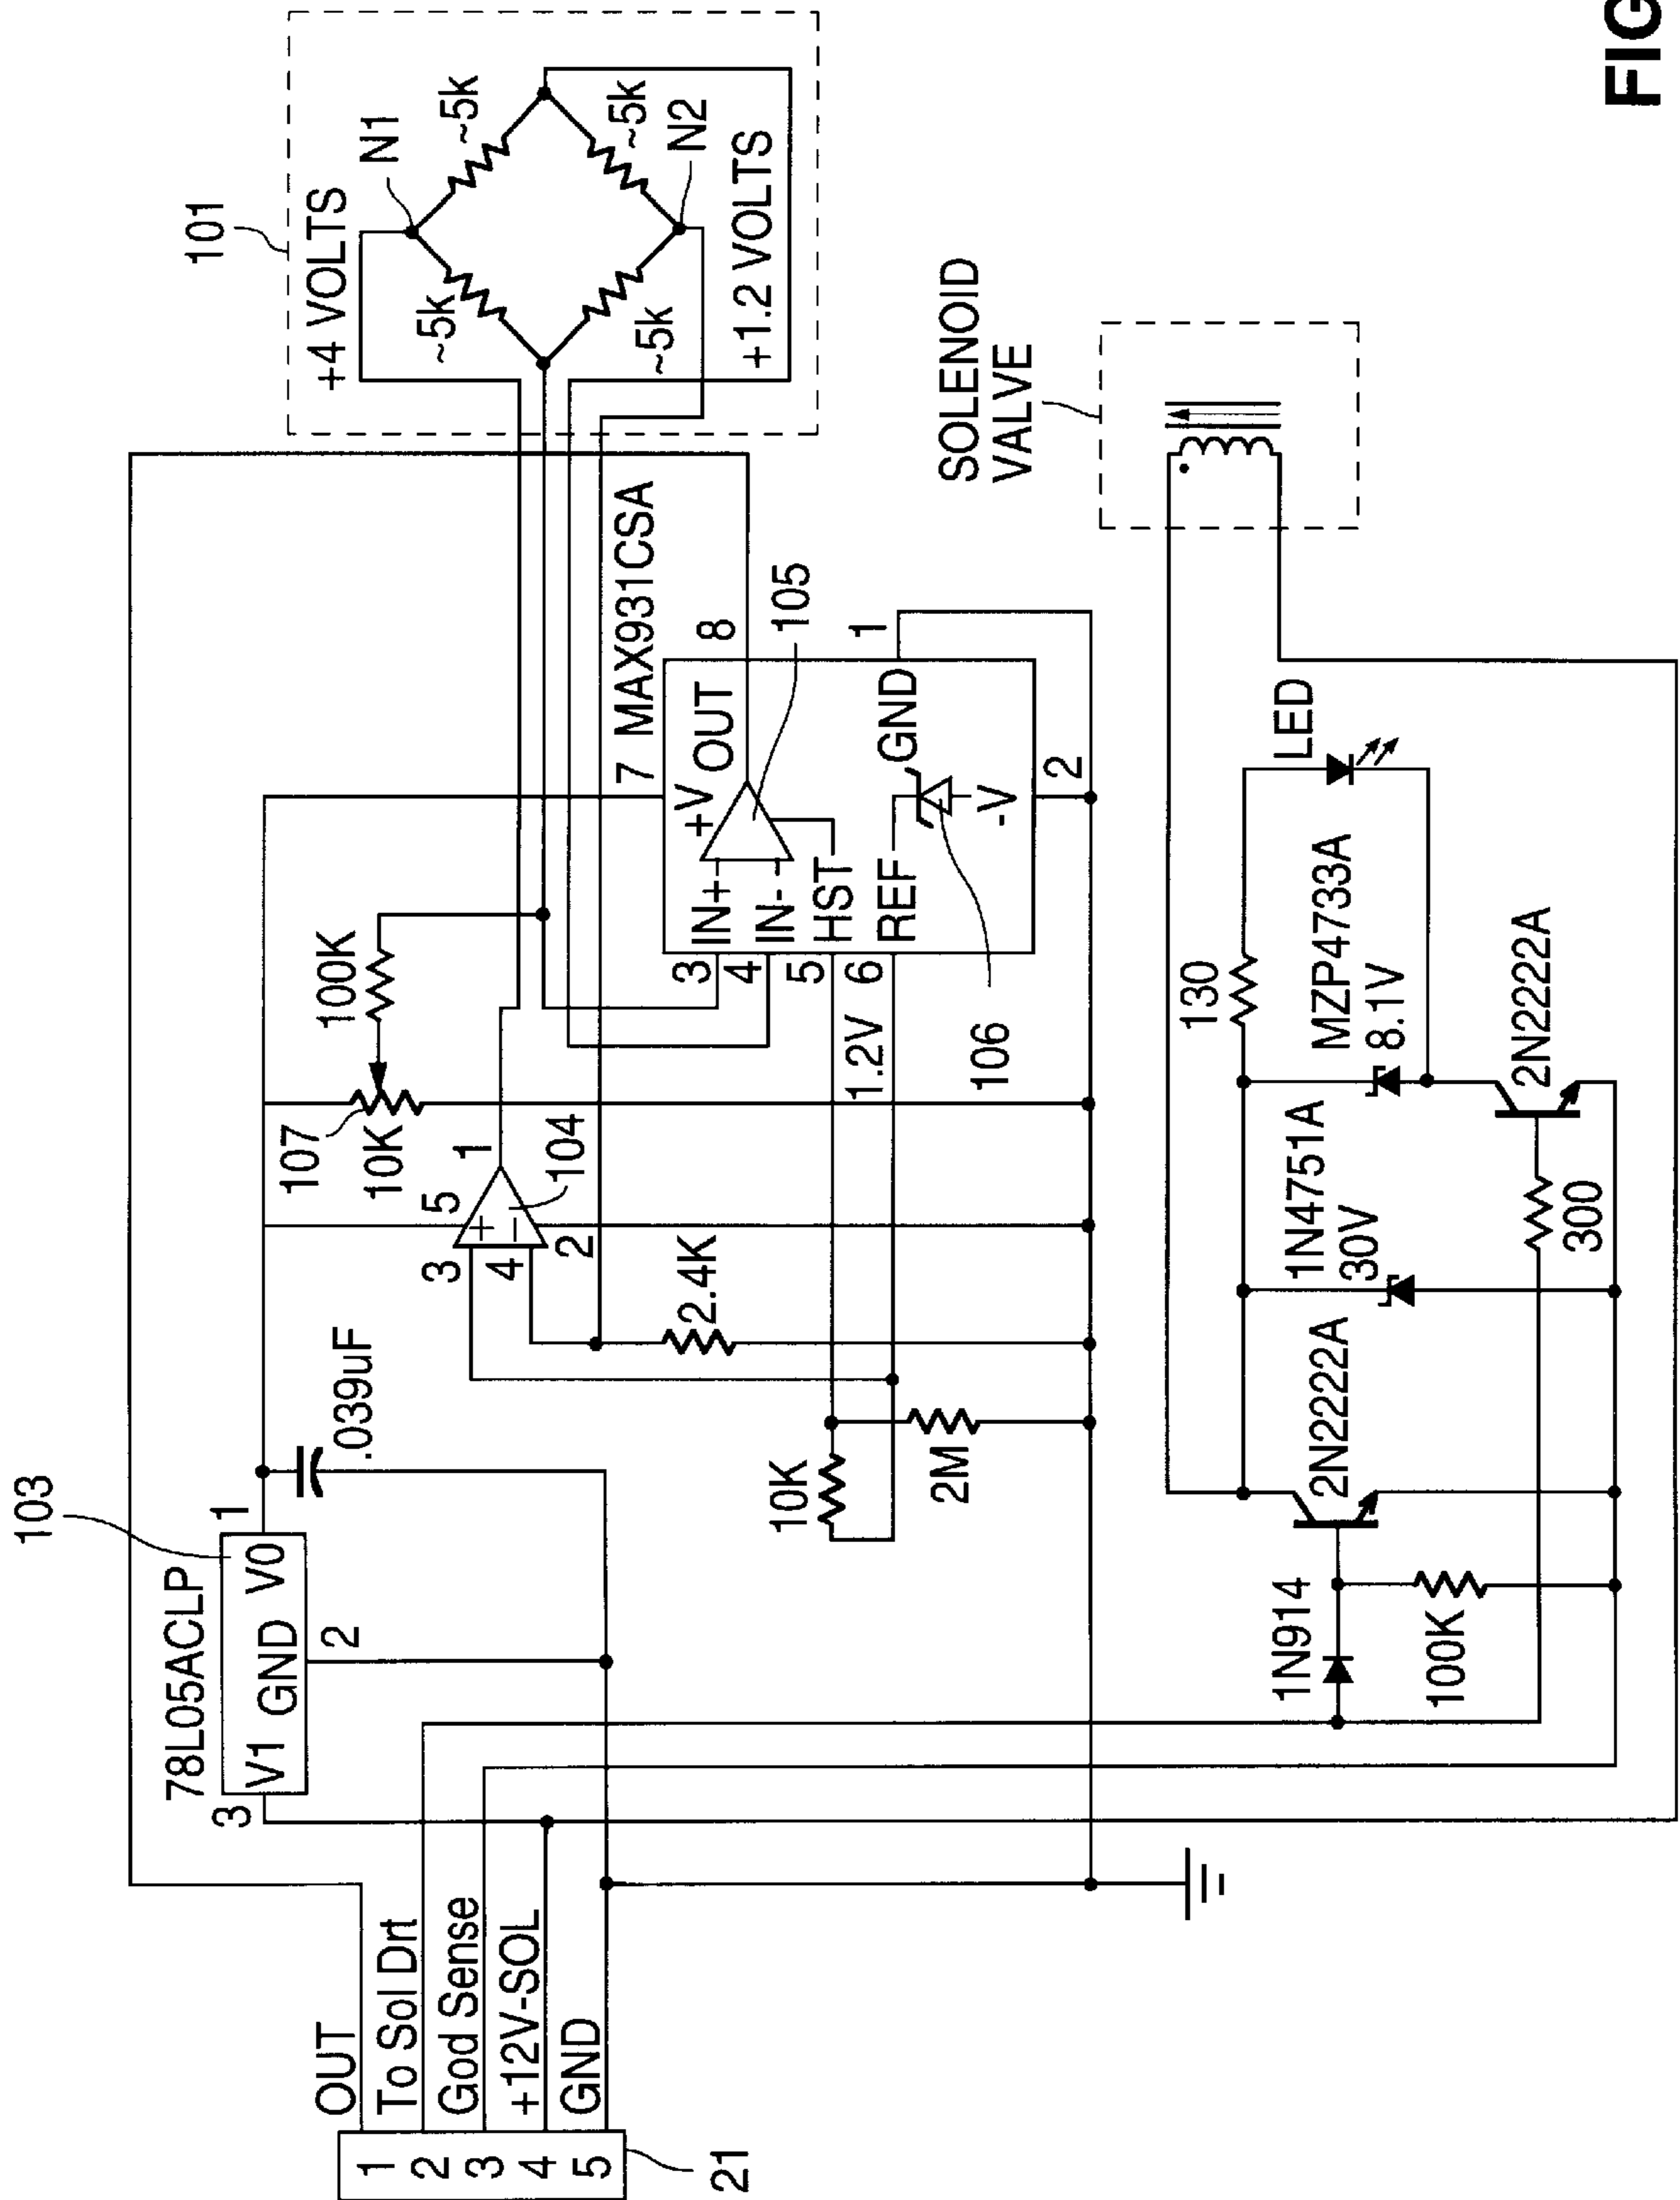 103
78L05ACLP
3
V1
GND
V0
1
2
.039uF
107
10K
100K
5
3
4
+
−
1
2
104
2.4K
101
+4 VOLTS
N1
~5k
~5k
~5k
~5k
N2
+1.2 VOLTS
7
MAX931CSA
+V
OUT
8
105
3
IN+
4
IN-
5
HST
6
REF
GND
1
-V
2
1.2V
106
10K
2M
OUT
To Sol Drt
God Sense
+12V-SOL
GND
1
2
3
4
5
21
SOLENOID
VALVE
1N914
100K
2N2222A
1N4751A
30V
130
MZP4733A
8.1V
LED
300
2N2222A
FIG